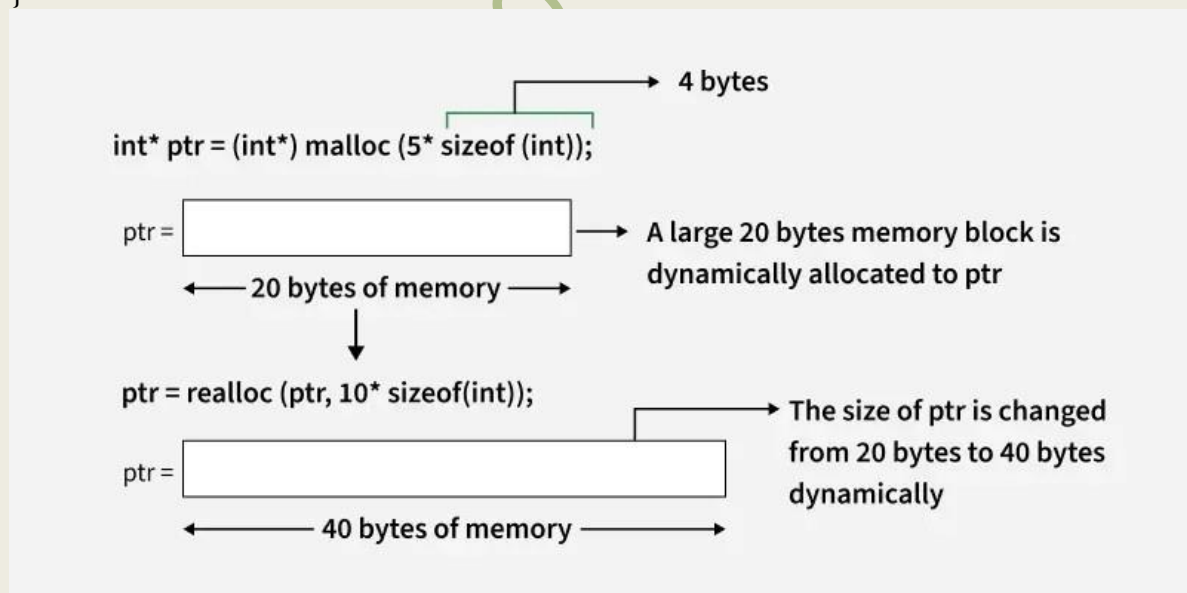 }
4 bytes
int* ptr = (int*) malloc (5* sizeof (int));
ptr =
A large 20 bytes memory block is
dynamically allocated to ptr
20 bytes of memory
ptr = realloc (ptr, 10* sizeof(int));
The size of ptr is changed
from 20 bytes to 40 bytes
dynamically
ptr =
40 bytes of memory